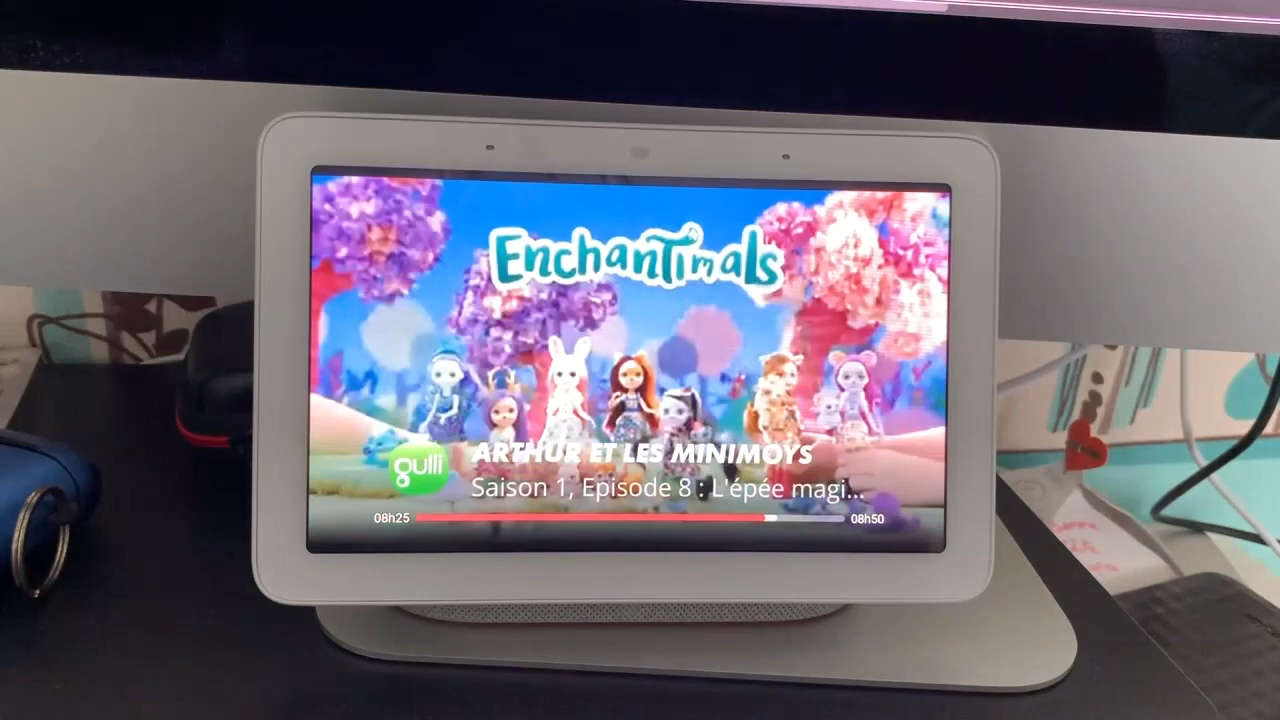 Enchantimals
gulli
ARTHUR ET LES MINIMOYS
Saison 1, Episode 8 : L'épée magi...
08h25
08h50